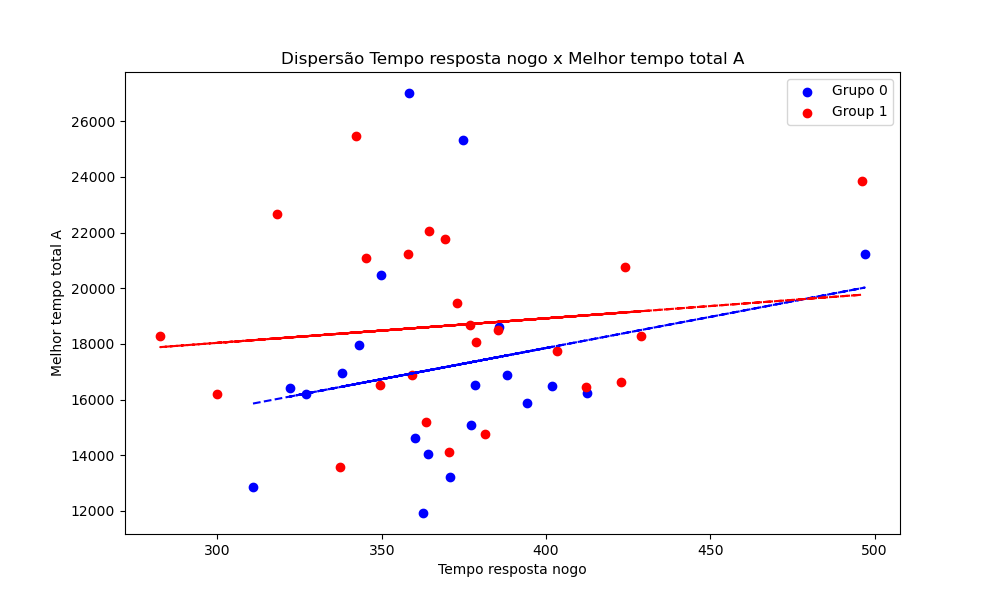 Dispersão Tempo resposta nogo x Melhor tempo total A
Grupo 0
Group 1
Melhor tempo total A
26000
24000
22000
20000
18000
16000
14000
12000
300
350
400
450
500
Tempo resposta nogo